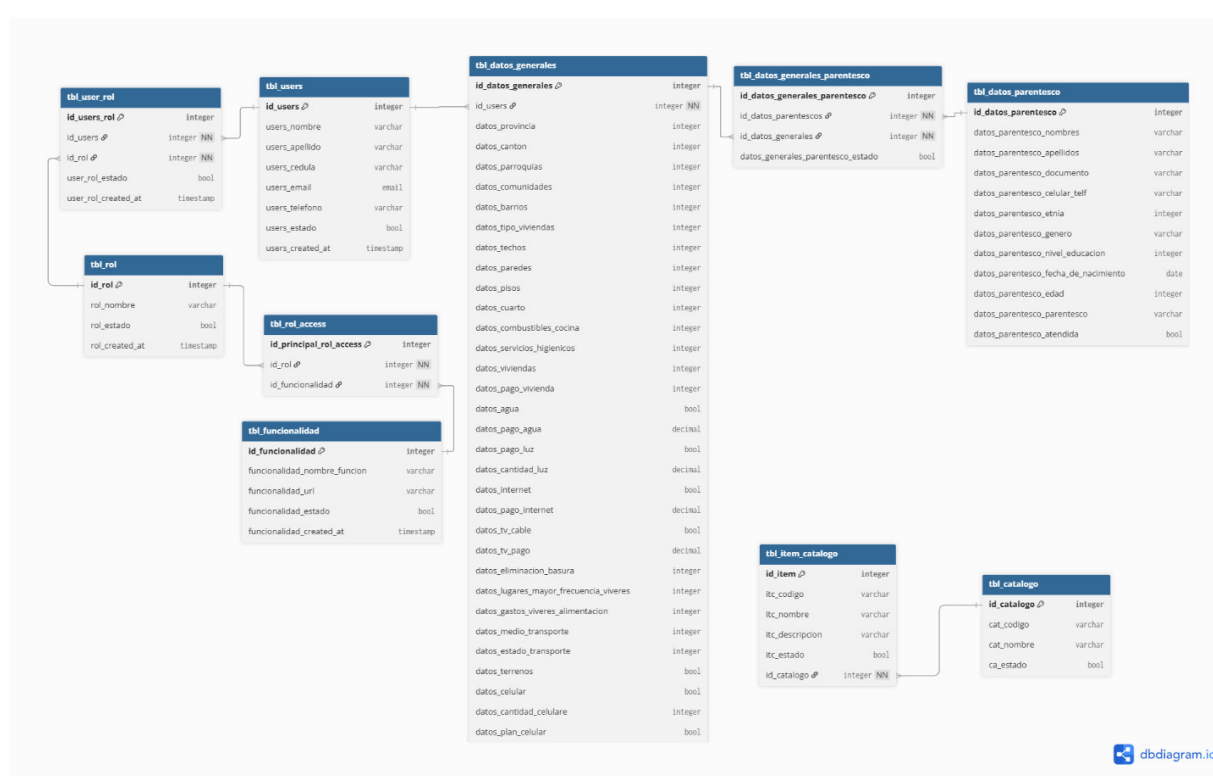 tbl_user_rol
id_users_rol integer
id_users integer NN
id_rol integer NN
user_rol_estado bool
user_rol_created_at timestamp
tbl_users
id_users integer
users_nombre varchar
users_apellido varchar
users_cedula varchar
users_email email
users_telefono varchar
users_estado bool
users_created_at timestamp
tbl_rol
id_rol integer
rol_nombre varchar
rol_estado bool
rol_created_at timestamp
tbl_rol_access
id_principal_rol_access integer
id_rol integer NN
id_funcionalidad integer NN
tbl_funcionalidad
id_funcionalidad integer
funcionalidad_nombre_funcion varchar
funcionalidad_url varchar
funcionalidad_estado bool
funcionalidad_created_at timestamp
tbl_datos_generales
id_datos_generales integer
id_users integer NN
datos_provincia integer
datos_canton integer
datos_parroquias integer
datos_comunidades integer
datos_barrios integer
datos_tipo_viviendas integer
datos_techos integer
datos_paredes integer
datos_pisos integer
datos_cuarto integer
datos_combustibles_cocina integer
datos_servicios_higienicos integer
datos_viviendas integer
datos_pago_vivienda integer
datos_agua bool
datos_pago_agua decimal
datos_pago_luz bool
datos_cantidad_luz decimal
datos_internet bool
datos_pago_internet decimal
datos_tv_cable bool
datos_tv_pago decimal
datos_eliminacion_basura integer
datos_lugares_mayor_frecuencia_viveres integer
datos_gastos_viveres_alimentacion integer
datos_medio_transporte integer
datos_estado_transporte integer
datos_terrenos bool
datos_celular bool
datos_cantidad_celulare integer
datos_plan_celular bool
tbl_datos_generales_parentesco
id_datos_generales_parentesco integer
id_datos_parentescos integer NN
id_datos_generales integer NN
datos_generales_parentesco_estado bool
tbl_datos_parentesco
id_datos_parentesco integer
datos_parentesco_nombres varchar
datos_parentesco_apellidos varchar
datos_parentesco_documento varchar
datos_parentesco_celular_telf varchar
datos_parentesco_etnia integer
datos_parentesco_genero varchar
datos_parentesco_nivel_educacion integer
datos_parentesco_fecha_de_nacimiento date
datos_parentesco_edad integer
datos_parentesco_parentesco varchar
datos_parentesco_atendida bool
tbl_item_catalogo
id_item integer
itc_codigo varchar
itc_nombre varchar
itc_descripcion varchar
itc_estado bool
id_catalogo integer NN
tbl_catalogo
id_catalogo integer
cat_codigo varchar
cat_nombre varchar
ca_estado bool
dbdiagram.io